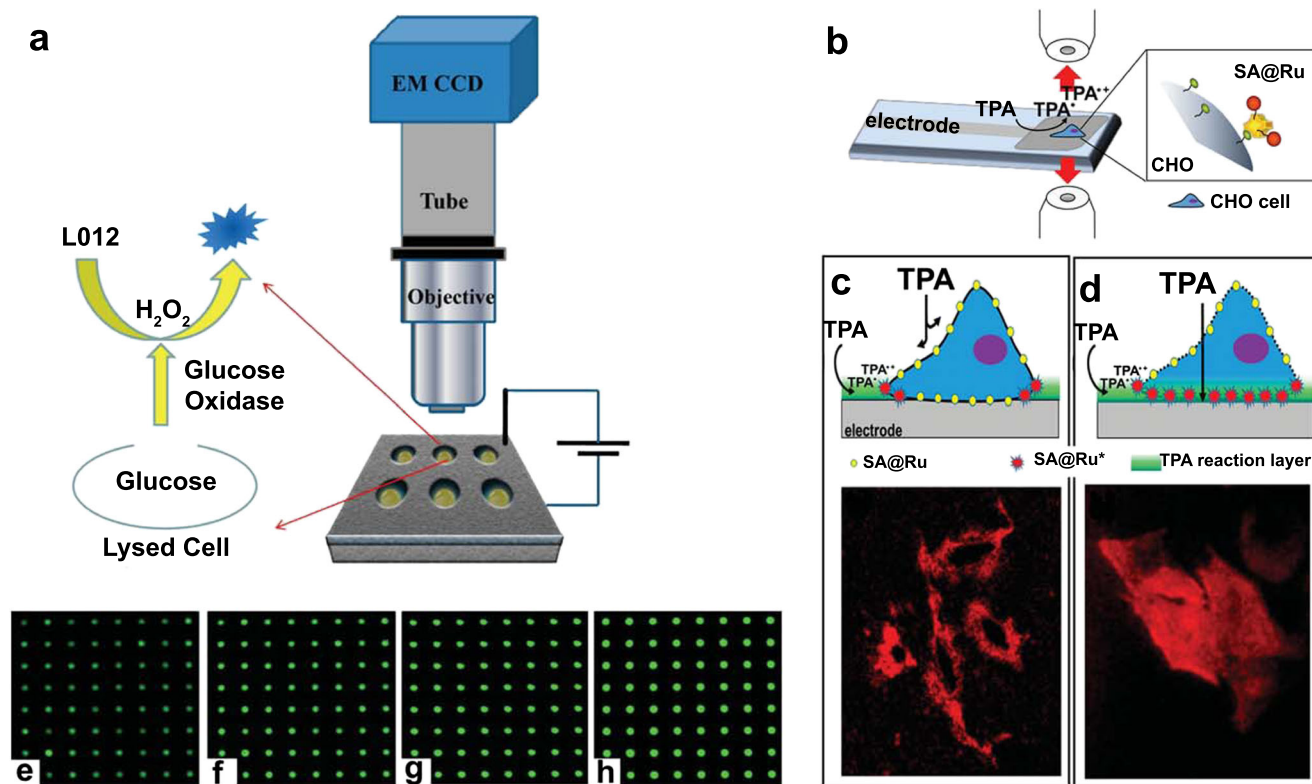 a
EM CCD
Tube
Objective
L012
H₂O₂
Glucose
Oxidase
Glucose
Lysed Cell
b
TPA
TPA•
TPA•+
electrode
SA@Ru
CHO
CHO cell
c
TPA
TPA
TPA•+
TPA•
electrode
d
TPA
TPA
TPA•+
TPA•
SA@Ru
SA@Ru*
TPA reaction layer
e
f
g
h